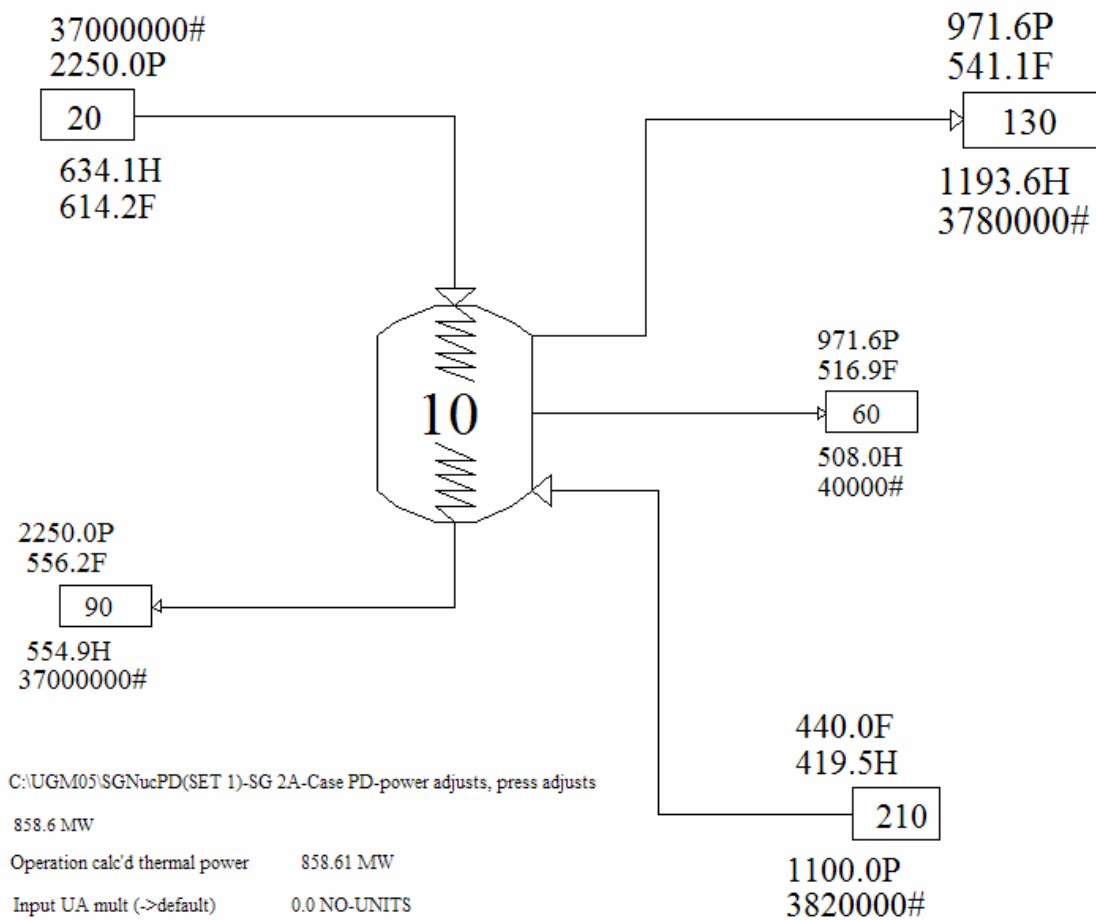 37000000#
2250.0P
20
634.1H
614.2F
971.6P
541.1F
130
1193.6H
3780000#
10
971.6P
516.9F
60
508.0H
40000#
2250.0P
556.2F
90
554.9H
37000000#
440.0F
419.5H
210
1100.0P
3820000#
C:\UGM05\SGNucPD(SET 1)-SG 2A-Case PD-power adjusts, press adjusts
858.6 MW
Operation calc'd thermal power 858.61 MW
Input UA mult (->default) 0.0 NO-UNITS